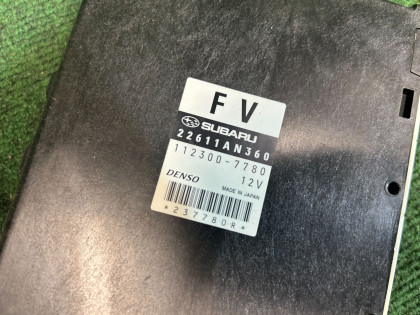 FV
SUBARU
22611AN360
112300-7780
12V
DENSO
MADE IN JAPAN
*237780R*